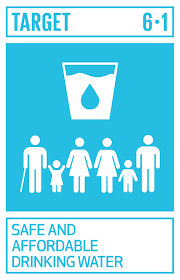 TARGET 6·1
SAFE AND
AFFORDABLE
DRINKING WATER